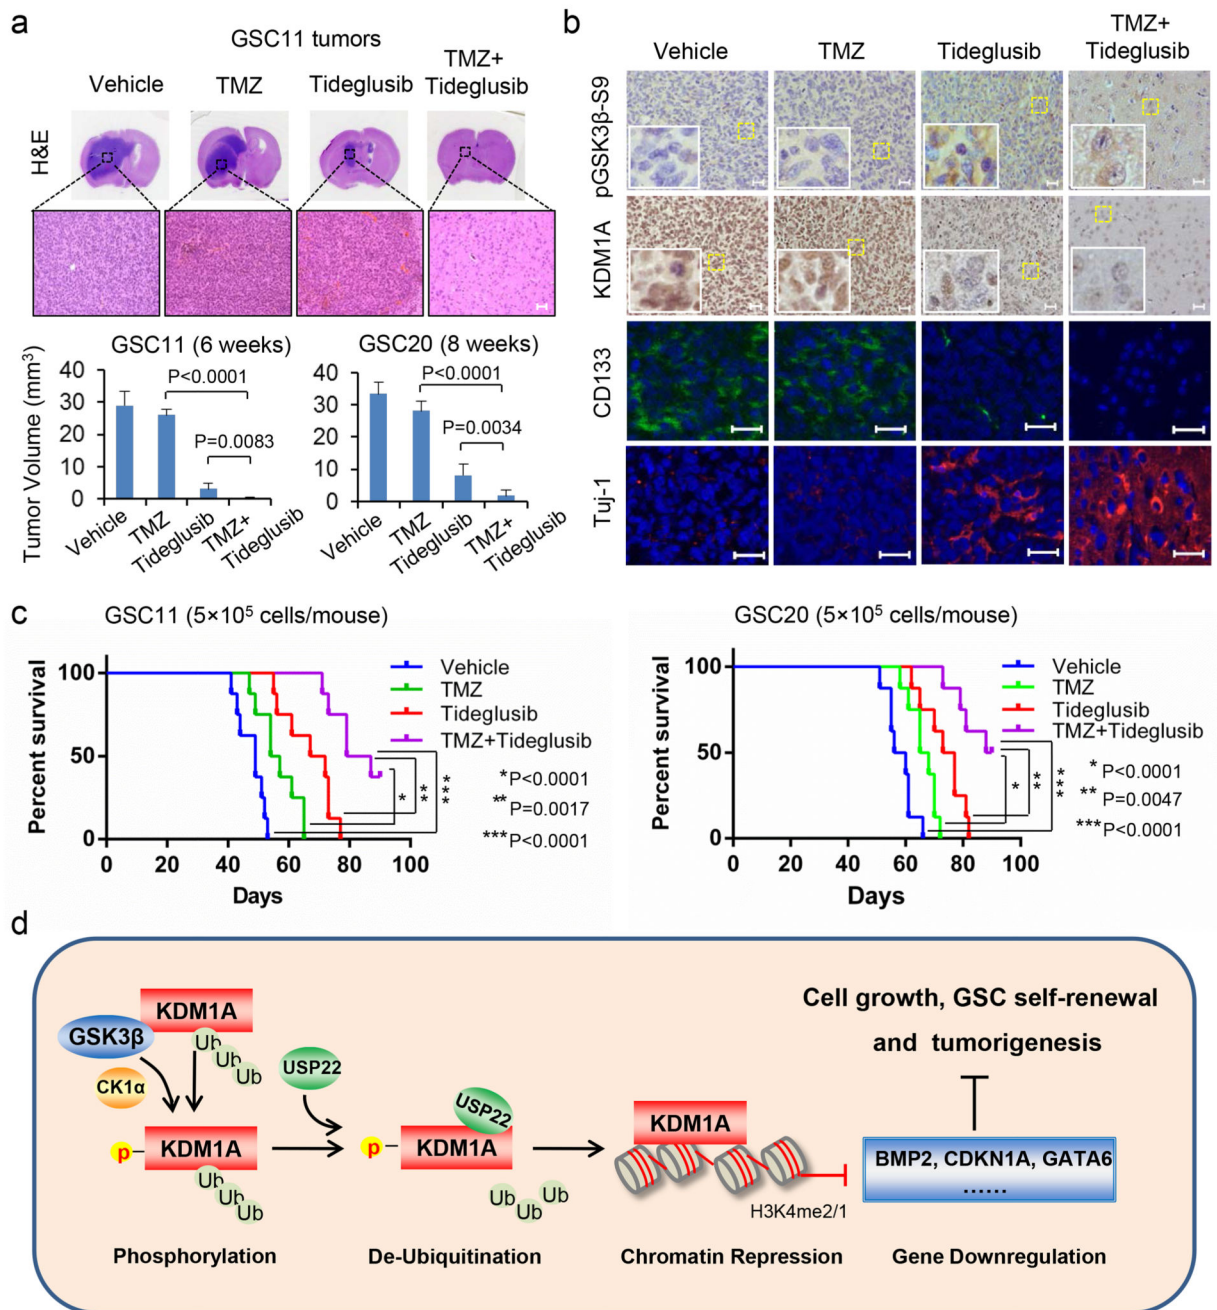 a
GSC11 tumors
Vehicle
TMZ
Tideglusib
TMZ+
Tideglusib
H&E
GSC11 (6 weeks)
GSC20 (8 weeks)
Tumor Volume (mm³)
40
30
20
10
0
P<0.0001
P=0.0083
Vehicle
TMZ
Tideglusib
TMZ+
Tideglusib
40
30
20
10
0
P<0.0001
P=0.0034
Vehicle
TMZ
Tideglusib
TMZ+
Tideglusib
b
Vehicle
TMZ
Tideglusib
TMZ+
Tideglusib
pGSK3β-S9
KDM1A
CD133
Tuj-1
c
GSC11 (5×10⁵ cells/mouse)
Percent survival
100
50
0
0 20 40 60 80 100
Days
Vehicle
TMZ
Tideglusib
TMZ+Tideglusib
* ** ***
*P<0.0001
**P=0.0017
***P<0.0001
GSC20 (5×10⁵ cells/mouse)
Percent survival
100
50
0
0 20 40 60 80 100
Days
Vehicle
TMZ
Tideglusib
TMZ+Tideglusib
* ** ***
*P<0.0001
**P=0.0047
***P<0.0001
d
KDM1A
GSK3β
Ub
Ub
Ub
CK1α
p
KDM1A
Ub
Ub
Ub
Phosphorylation
USP22
USP22
p
KDM1A
Ub
Ub
Ub
De-Ubiquitination
KDM1A
H3K4me2/1
Chromatin Repression
Cell growth, GSC self-renewal
and tumorigenesis
BMP2, CDKN1A, GATA6
......
Gene Downregulation